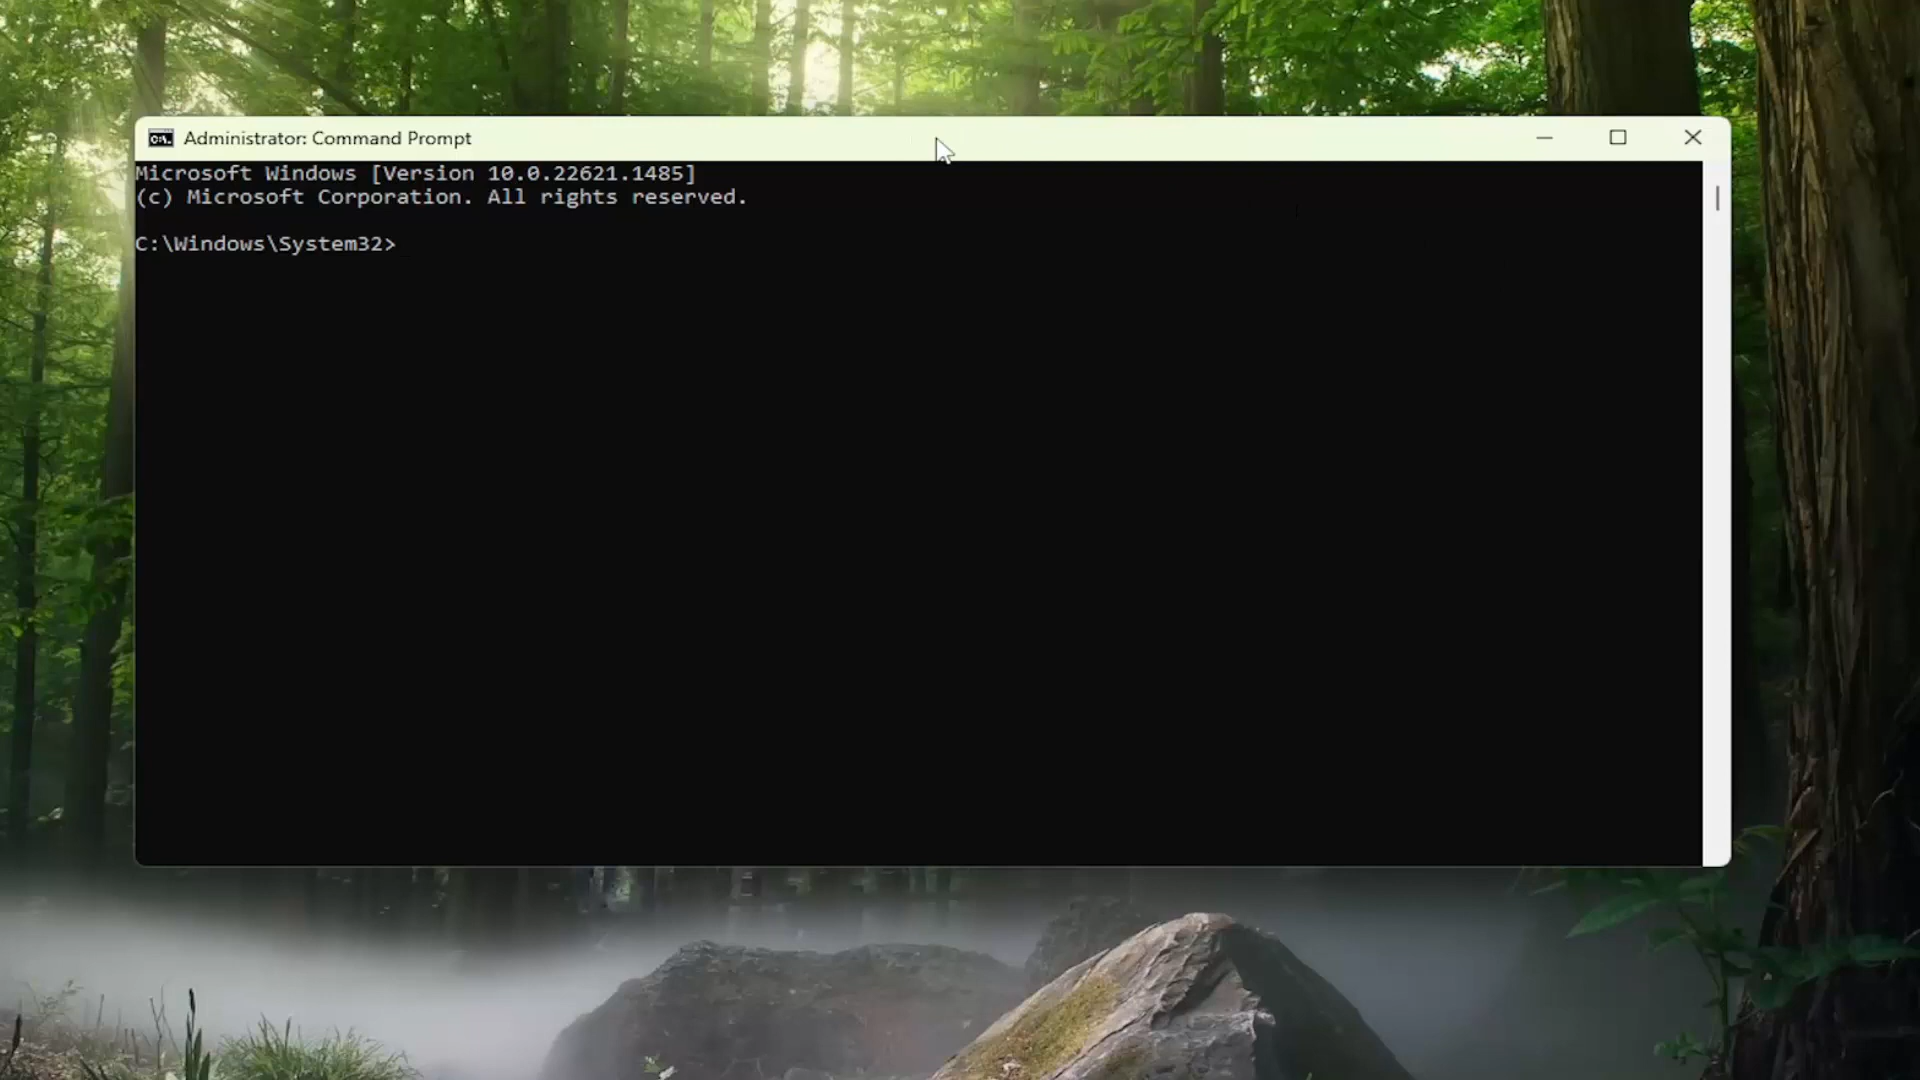 Administrator: Command Prompt
Microsoft Windows [Version 10.0.22621.1485]
(c) Microsoft Corporation. All rights reserved.
C:\Windows\System32>